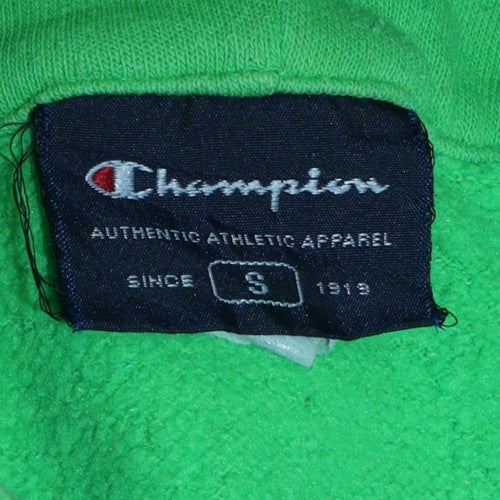 Champion
AUTHENTIC ATHLETIC APPAREL
SINCE S 1919